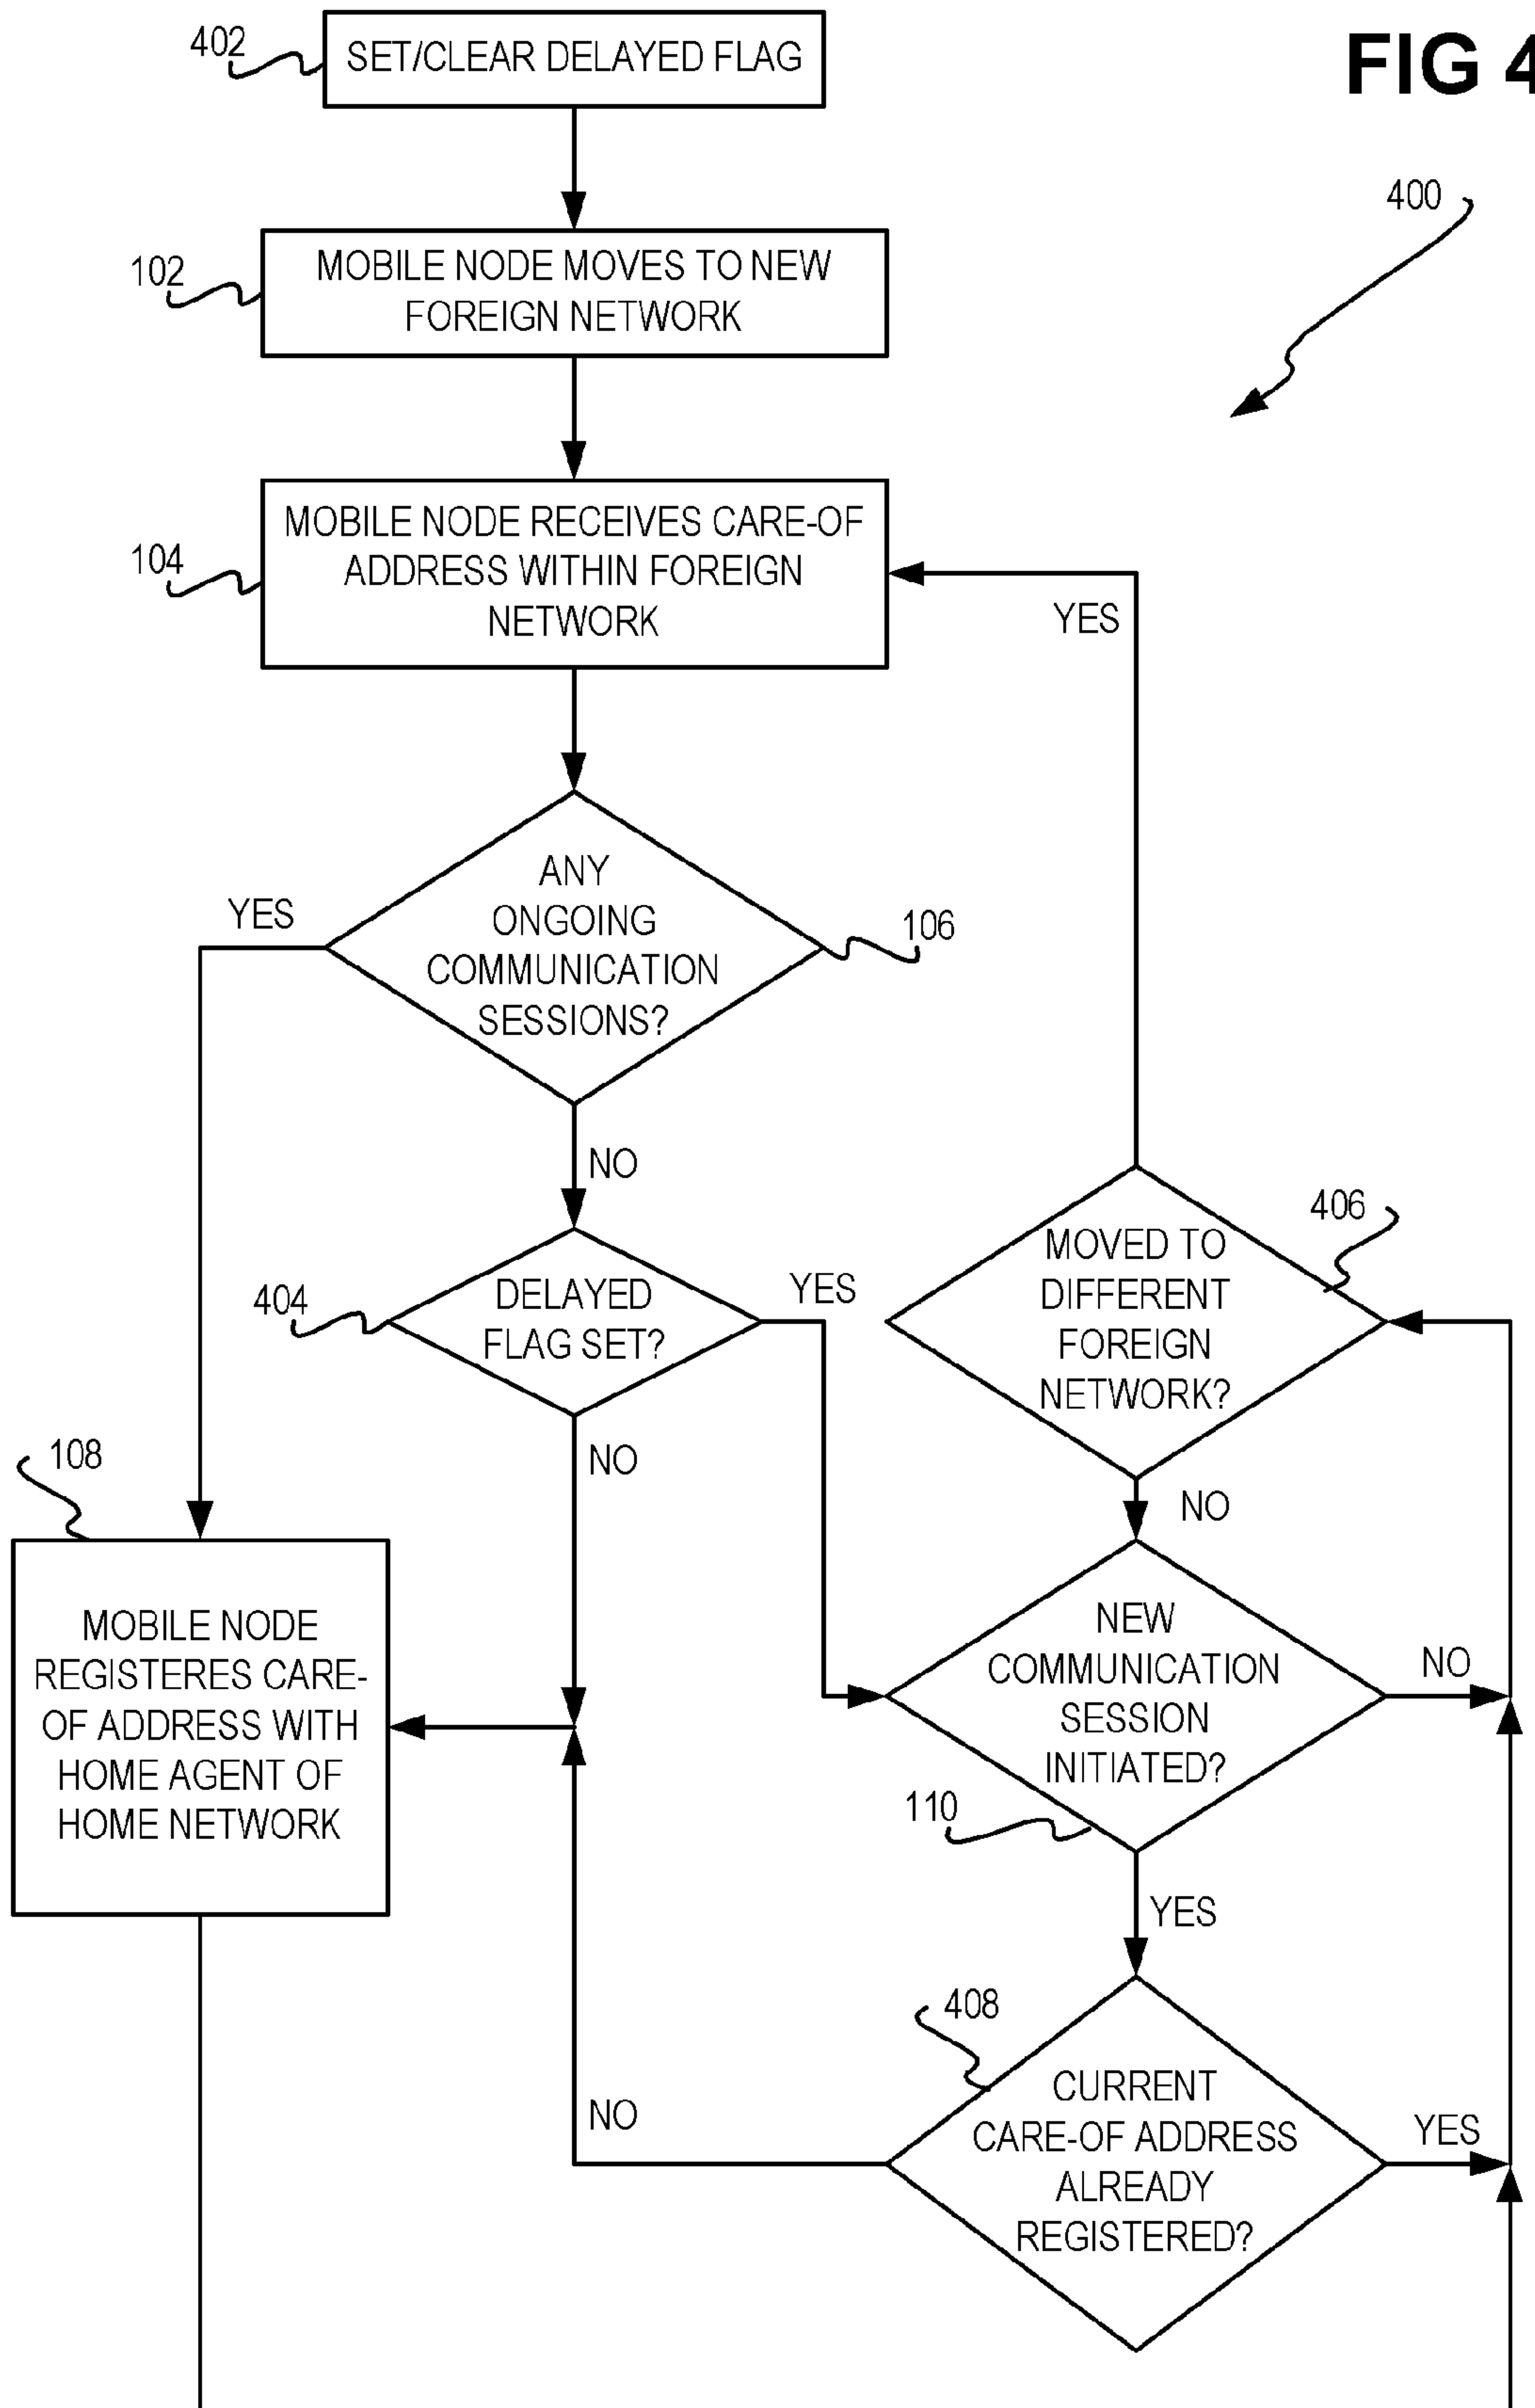 FIG 4
402
SET/CLEAR DELAYED FLAG
400
102
MOBILE NODE MOVES TO NEW
FOREIGN NETWORK
104
MOBILE NODE RECEIVES CARE-OF
ADDRESS WITHIN FOREIGN
NETWORK
YES
ANY
ONGOING
COMMUNICATION
SESSIONS?
YES
106
NO
404
DELAYED
FLAG SET?
YES
NO
406
MOVED TO
DIFFERENT
FOREIGN
NETWORK?
NO
108
MOBILE NODE
REGISTERES CARE-
OF ADDRESS WITH
HOME AGENT OF
HOME NETWORK
NEW
COMMUNICATION
SESSION
INITIATED?
NO
110
YES
408
CURRENT
CARE-OF ADDRESS
ALREADY
REGISTERED?
NO
YES